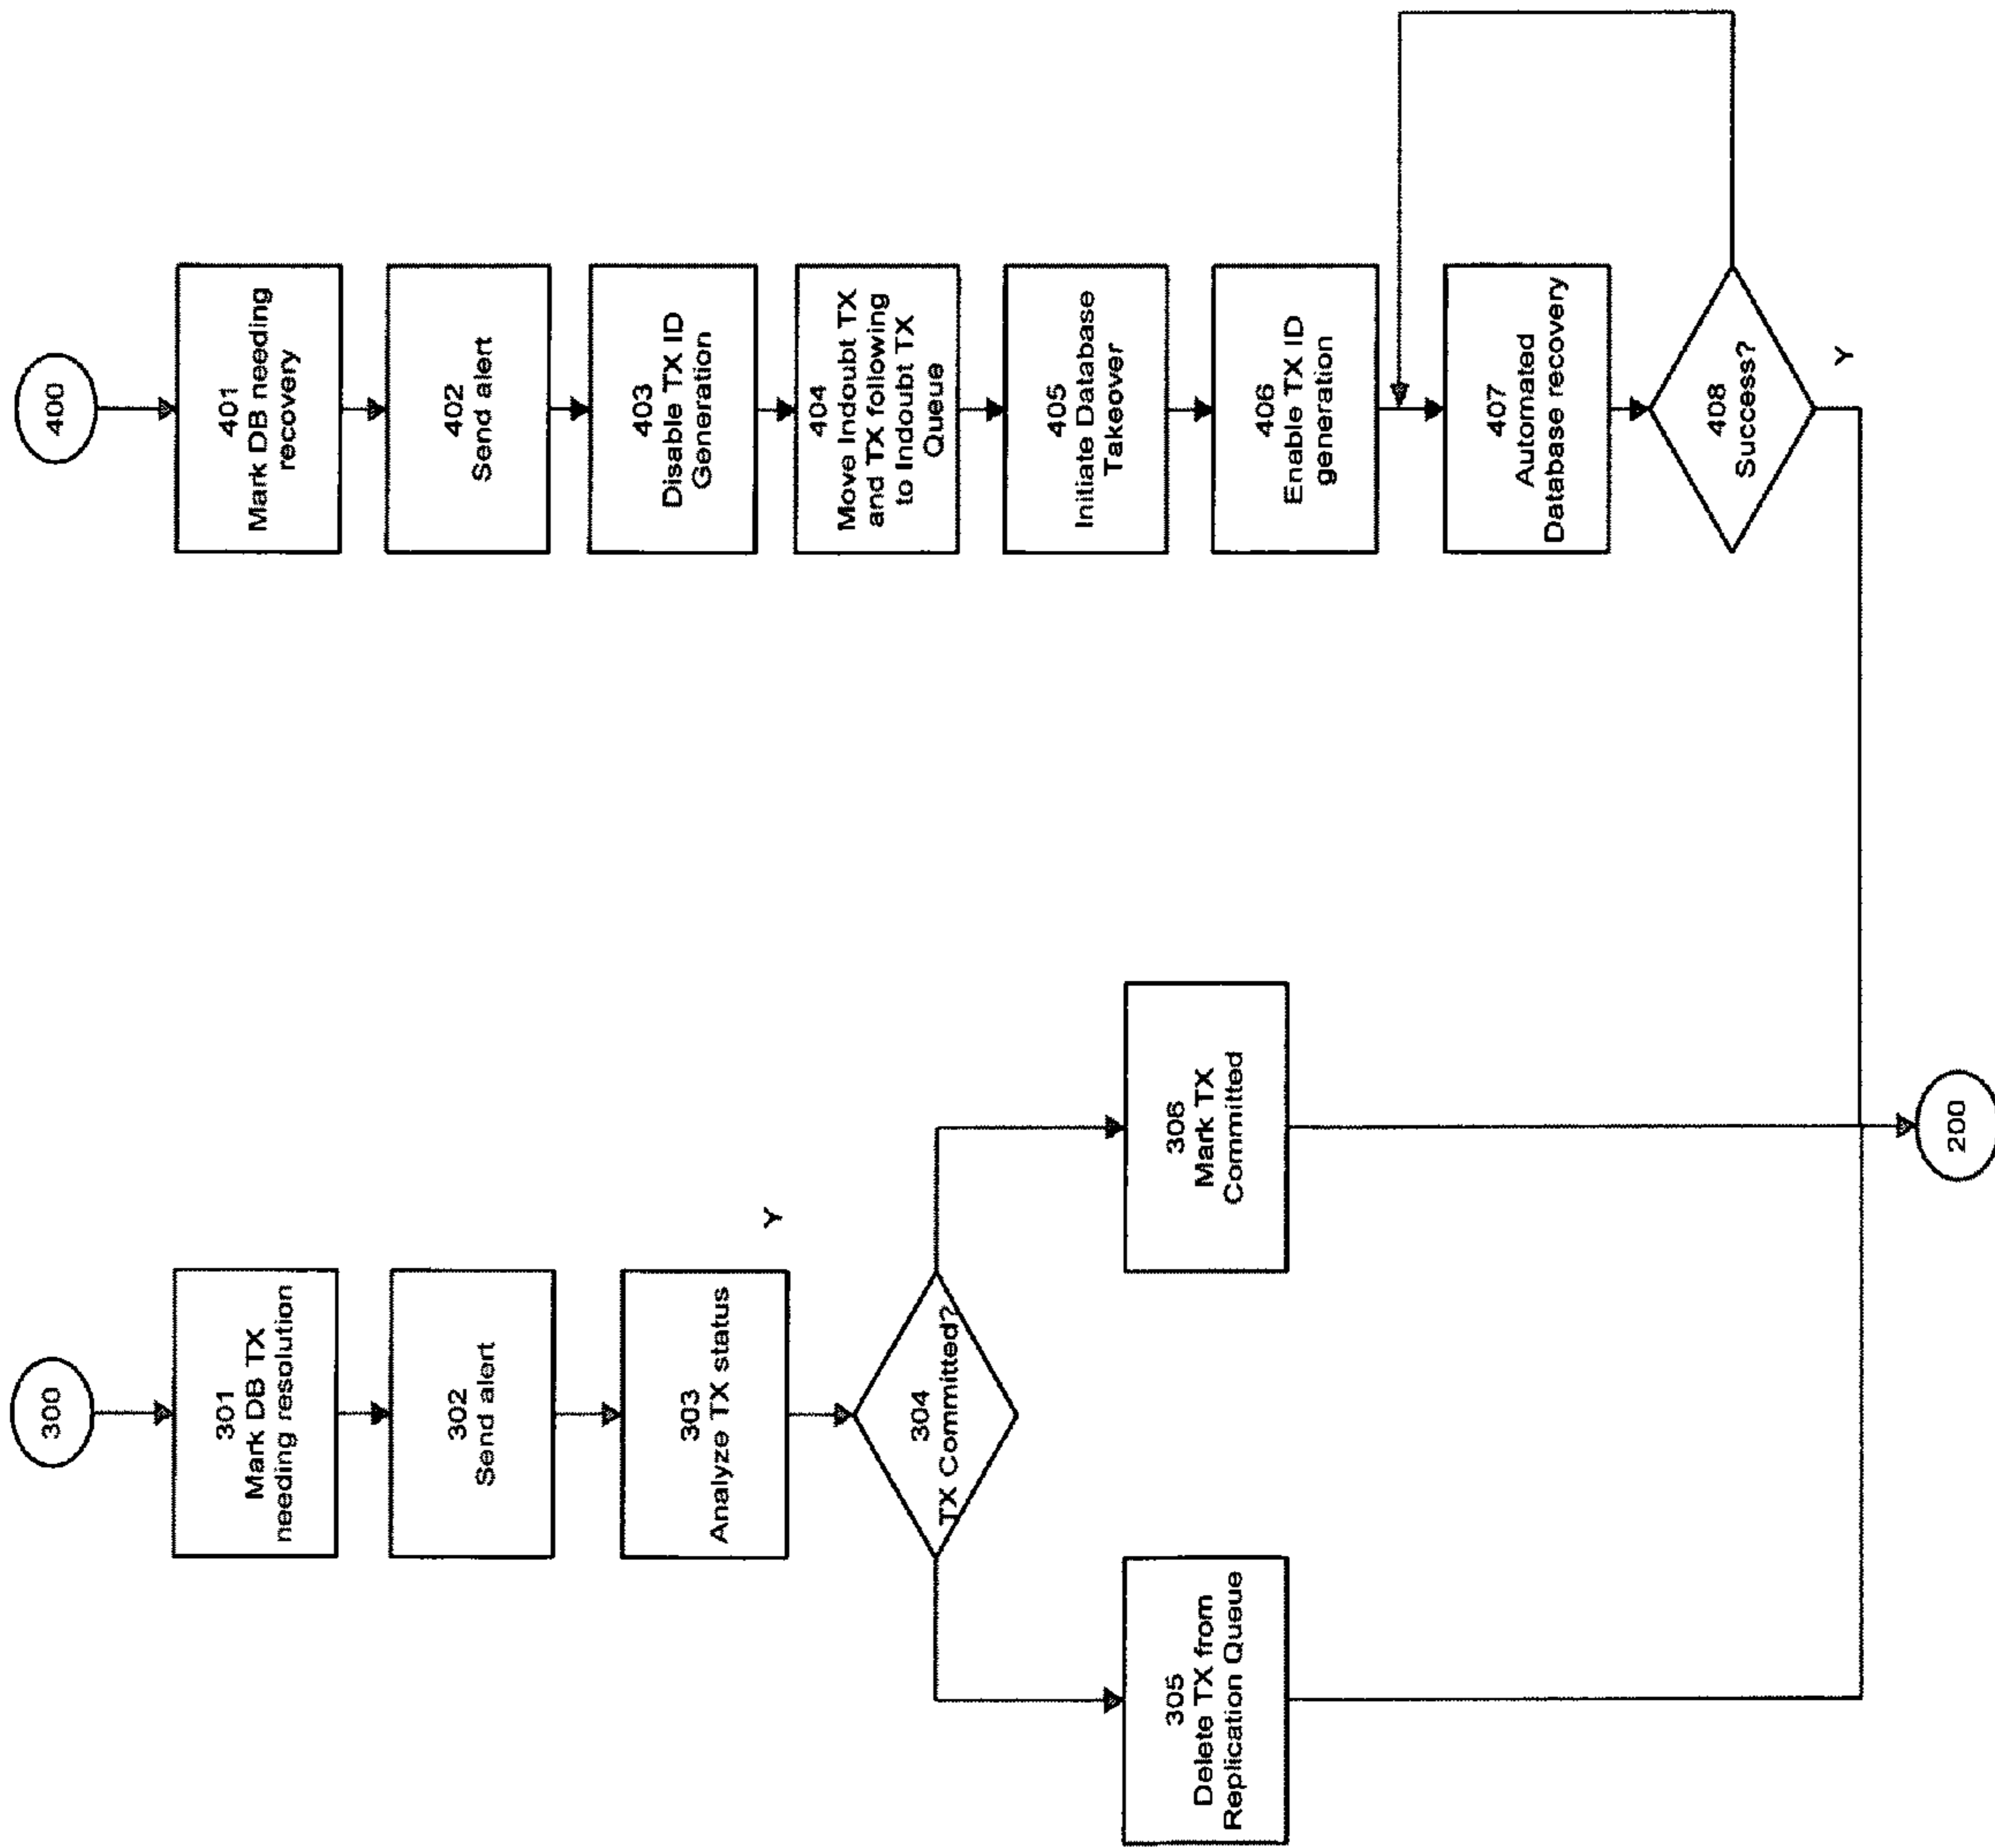 300
301
Mark DB TX
needing resolution
302
Send alert
303
Analyze TX status
Y
304
TX Committed?
305
Delete TX from
Replication Queue
306
Mark TX
Committed
400
401
Mark DB needing
recovery
402
Send alert
403
Disable TX ID
Generation
404
Move Indoubt TX
and TX following
to Indoubt TX
Queue
405
Initiate Database
Takeover
406
Enable TX ID
generation
407
Automated
Database recovery
408
Success?
Y
200